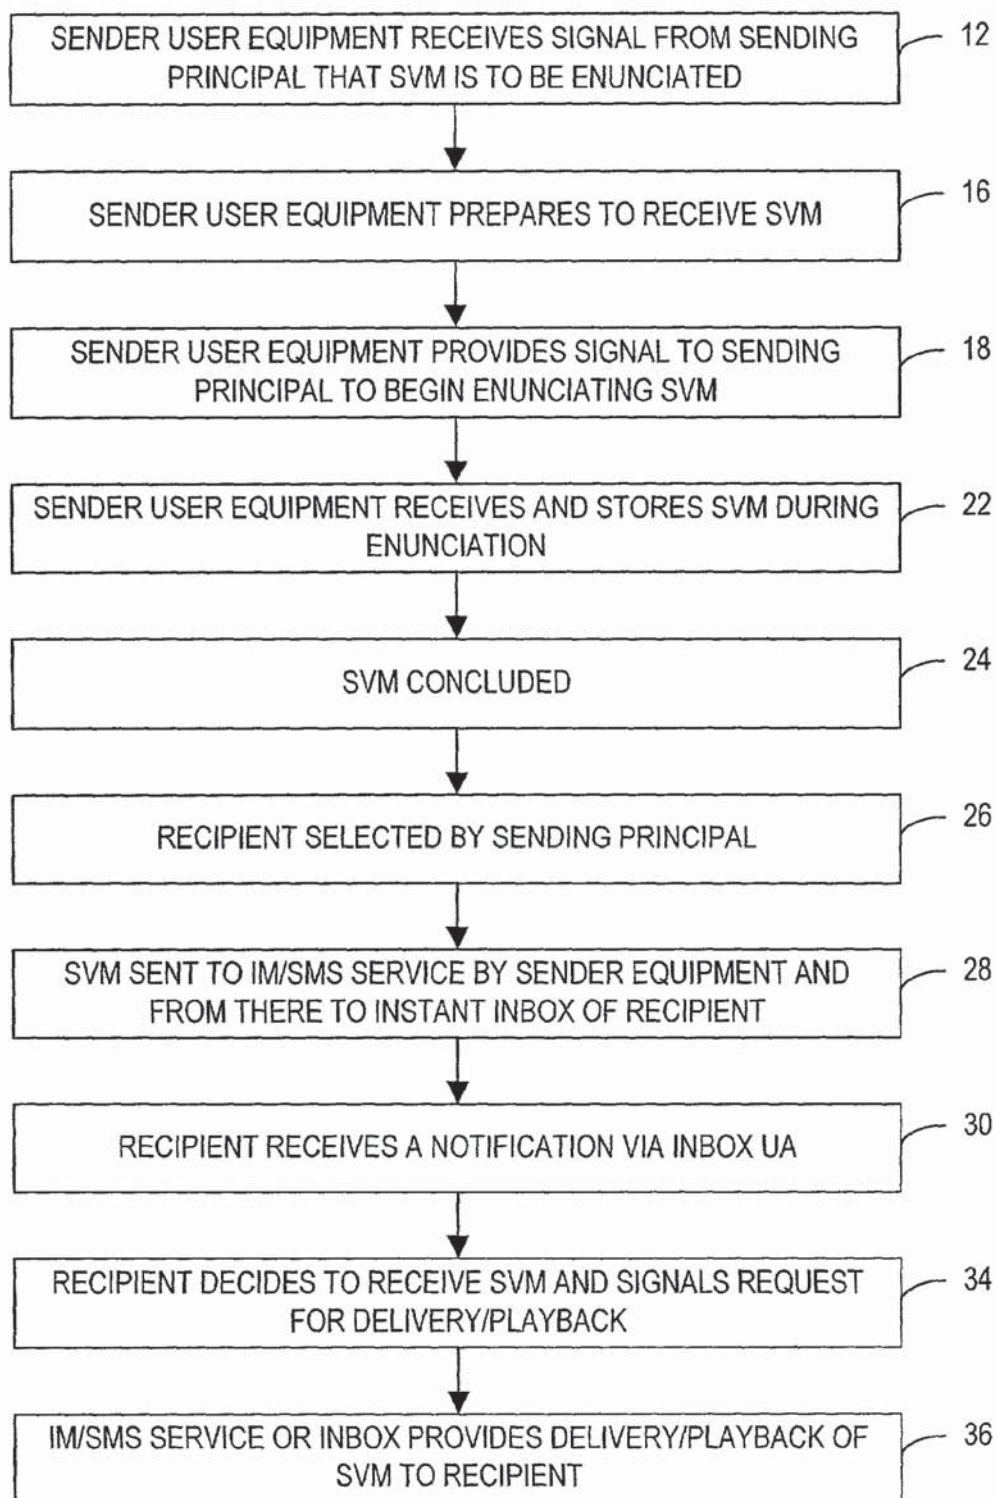 SENDER USER EQUIPMENT RECEIVES SIGNAL FROM SENDING
PRINCIPAL THAT SVM IS TO BE ENUNCIATED
12
SENDER USER EQUIPMENT PREPARES TO RECEIVE SVM
16
SENDER USER EQUIPMENT PROVIDES SIGNAL TO SENDING
PRINCIPAL TO BEGIN ENUNCIATING SVM
18
SENDER USER EQUIPMENT RECEIVES AND STORES SVM DURING
ENUNCIATION
22
SVM CONCLUDED
24
RECIPIENT SELECTED BY SENDING PRINCIPAL
26
SVM SENT TO IM/SMS SERVICE BY SENDER EQUIPMENT AND
FROM THERE TO INSTANT INBOX OF RECIPIENT
28
RECIPIENT RECEIVES A NOTIFICATION VIA INBOX UA
30
RECIPIENT DECIDES TO RECEIVE SVM AND SIGNALS REQUEST
FOR DELIVERY/PLAYBACK
34
IM/SMS SERVICE OR INBOX PROVIDES DELIVERY/PLAYBACK OF
SVM TO RECIPIENT
36